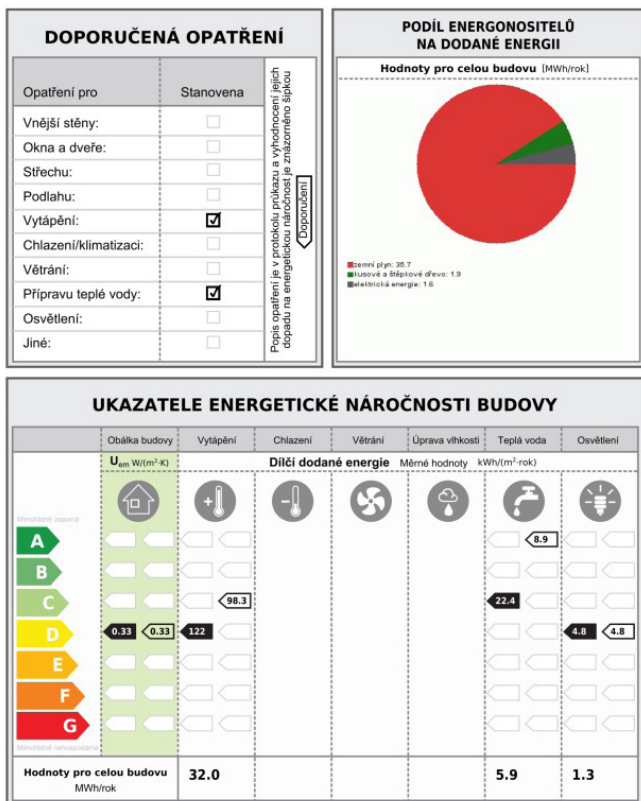 DOPORUČENÁ OPATŘENÍ
Opatření pro Stanovena
Vnější stěny:
Okna a dveře:
Střechu:
Podlahu:
Vytápění:
Chlazení/klimatizaci:
Větrání:
Přípravu teplé vody:
Osvětlení:
Jiné:
Popis opatření je v protokolu průkazu a vyhodnocení jejich
dopadu na energetickou náročnost je znázorněno šipkou
Doporučení
PODÍL ENERGONOSITELŮ
NA DODANÉ ENERGII
Hodnoty pro celou budovu [MWh/rok]
zemní plyn: 35.7
kusové a štěpkové dřevo: 1.9
elektrická energie: 1.6
UKAZATELE ENERGETICKÉ NÁROČNOSTI BUDOVY
Obálka budovy Vytápění Chlazení Větrání Úprava vlhkosti Teplá voda Osvětlení
Uem W/(m²·K) Dílčí dodané energie Měrné hodnoty kWh/(m²·rok)
Mimořádně úsporná
A 8.9
B
C 98.3 22.4
D 0.33 0.33 122 4.8 4.8
E
F
G
Mimořádně nehospodárná
Hodnoty pro celou budovu
MWh/rok
32.0 5.9 1.3